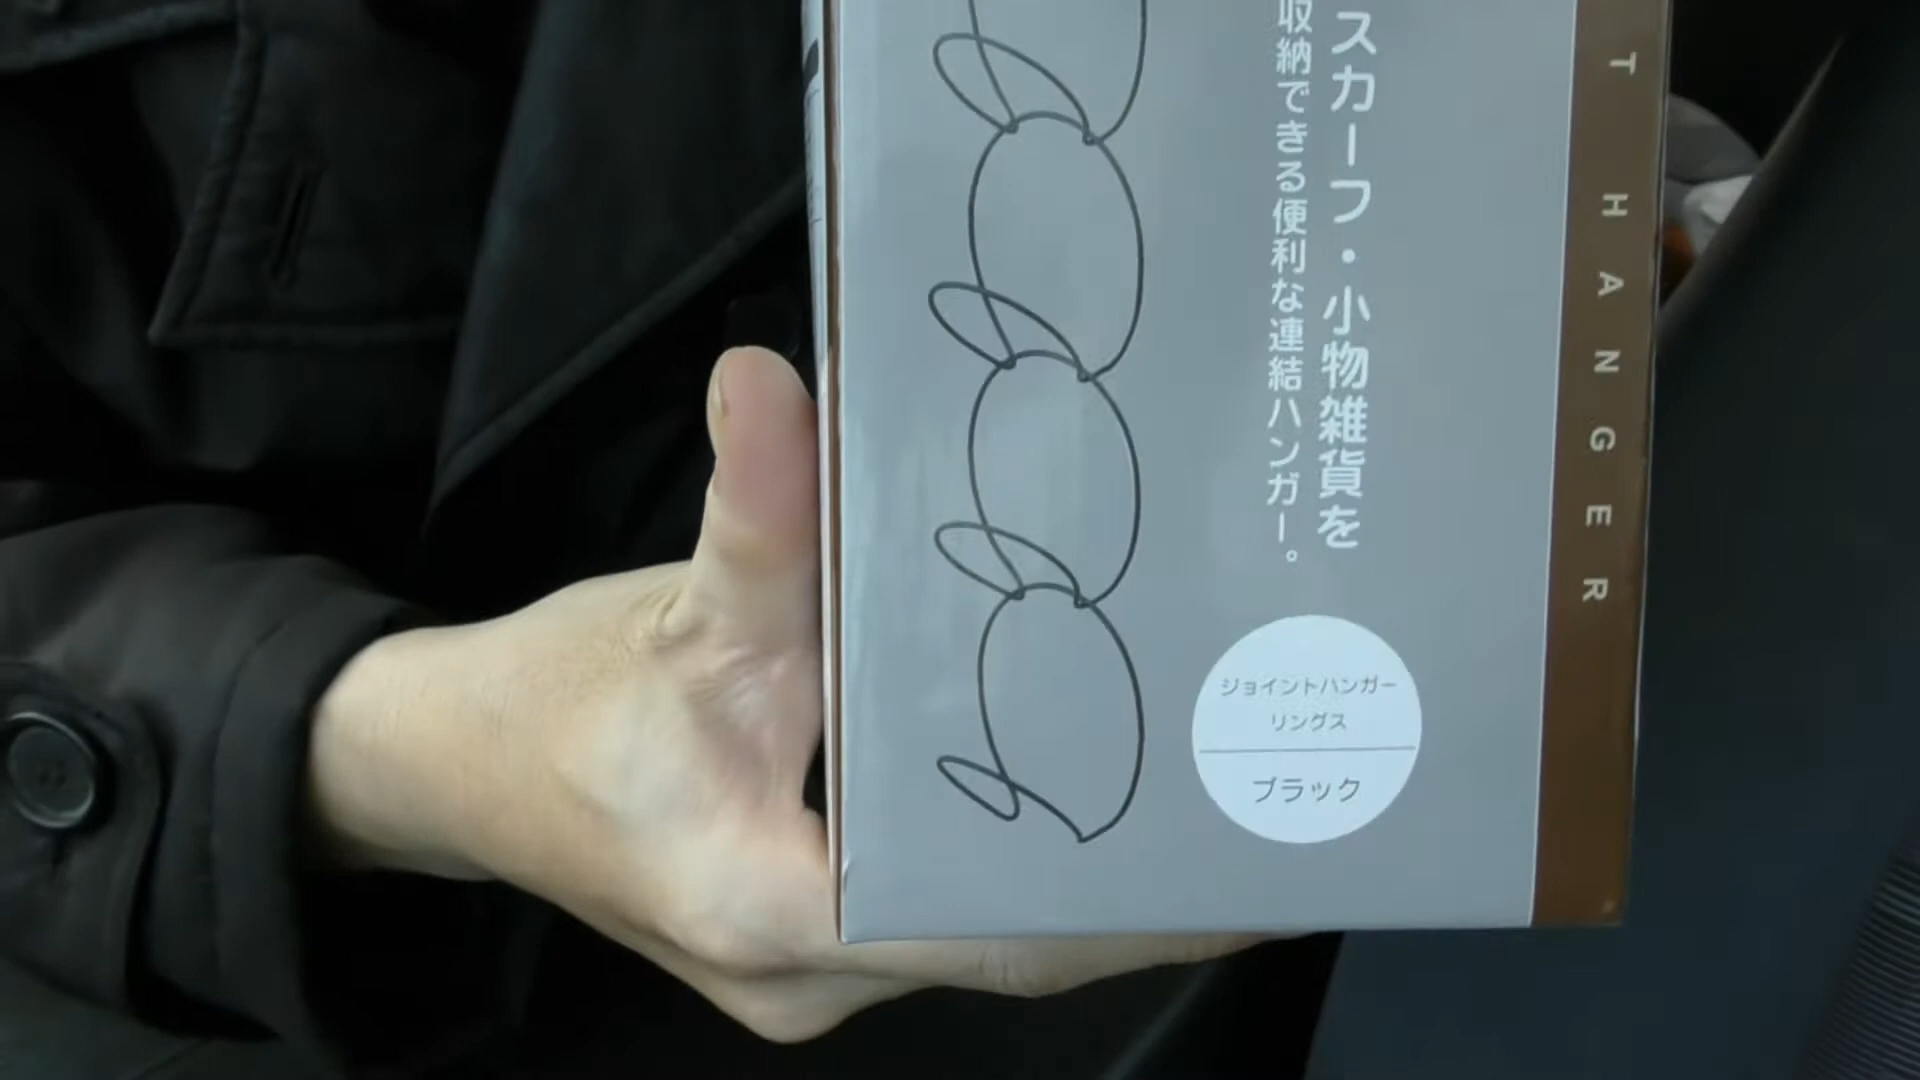 スカーフ・小物雑貨を
収納できる便利な連結ハンガー。
T HANGER
ジョイントハンガー
リングス
ブラック